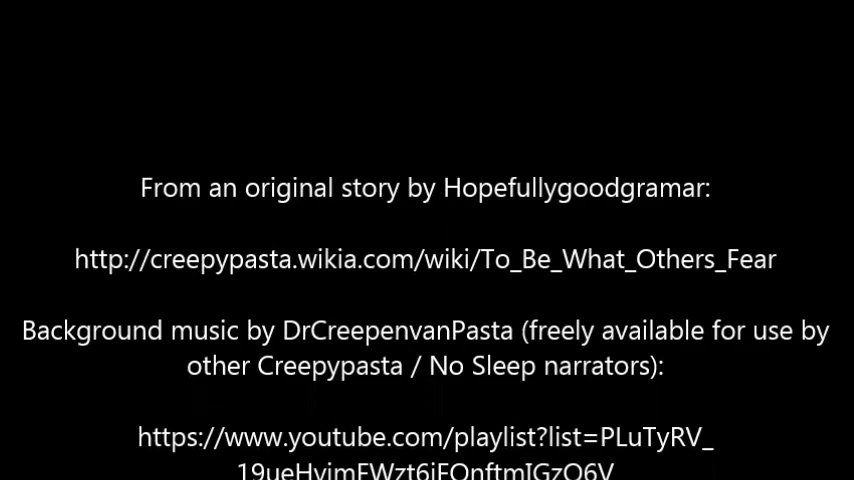 From an original story by Hopefullygoodgramar:
http://creepypasta.wikia.com/wiki/To_Be_What_Others_Fear
Background music by DrCreepenvanPasta (freely available for use by
other Creepypasta / No Sleep narrators):
https://www.youtube.com/playlist?list=PLuTyRV_